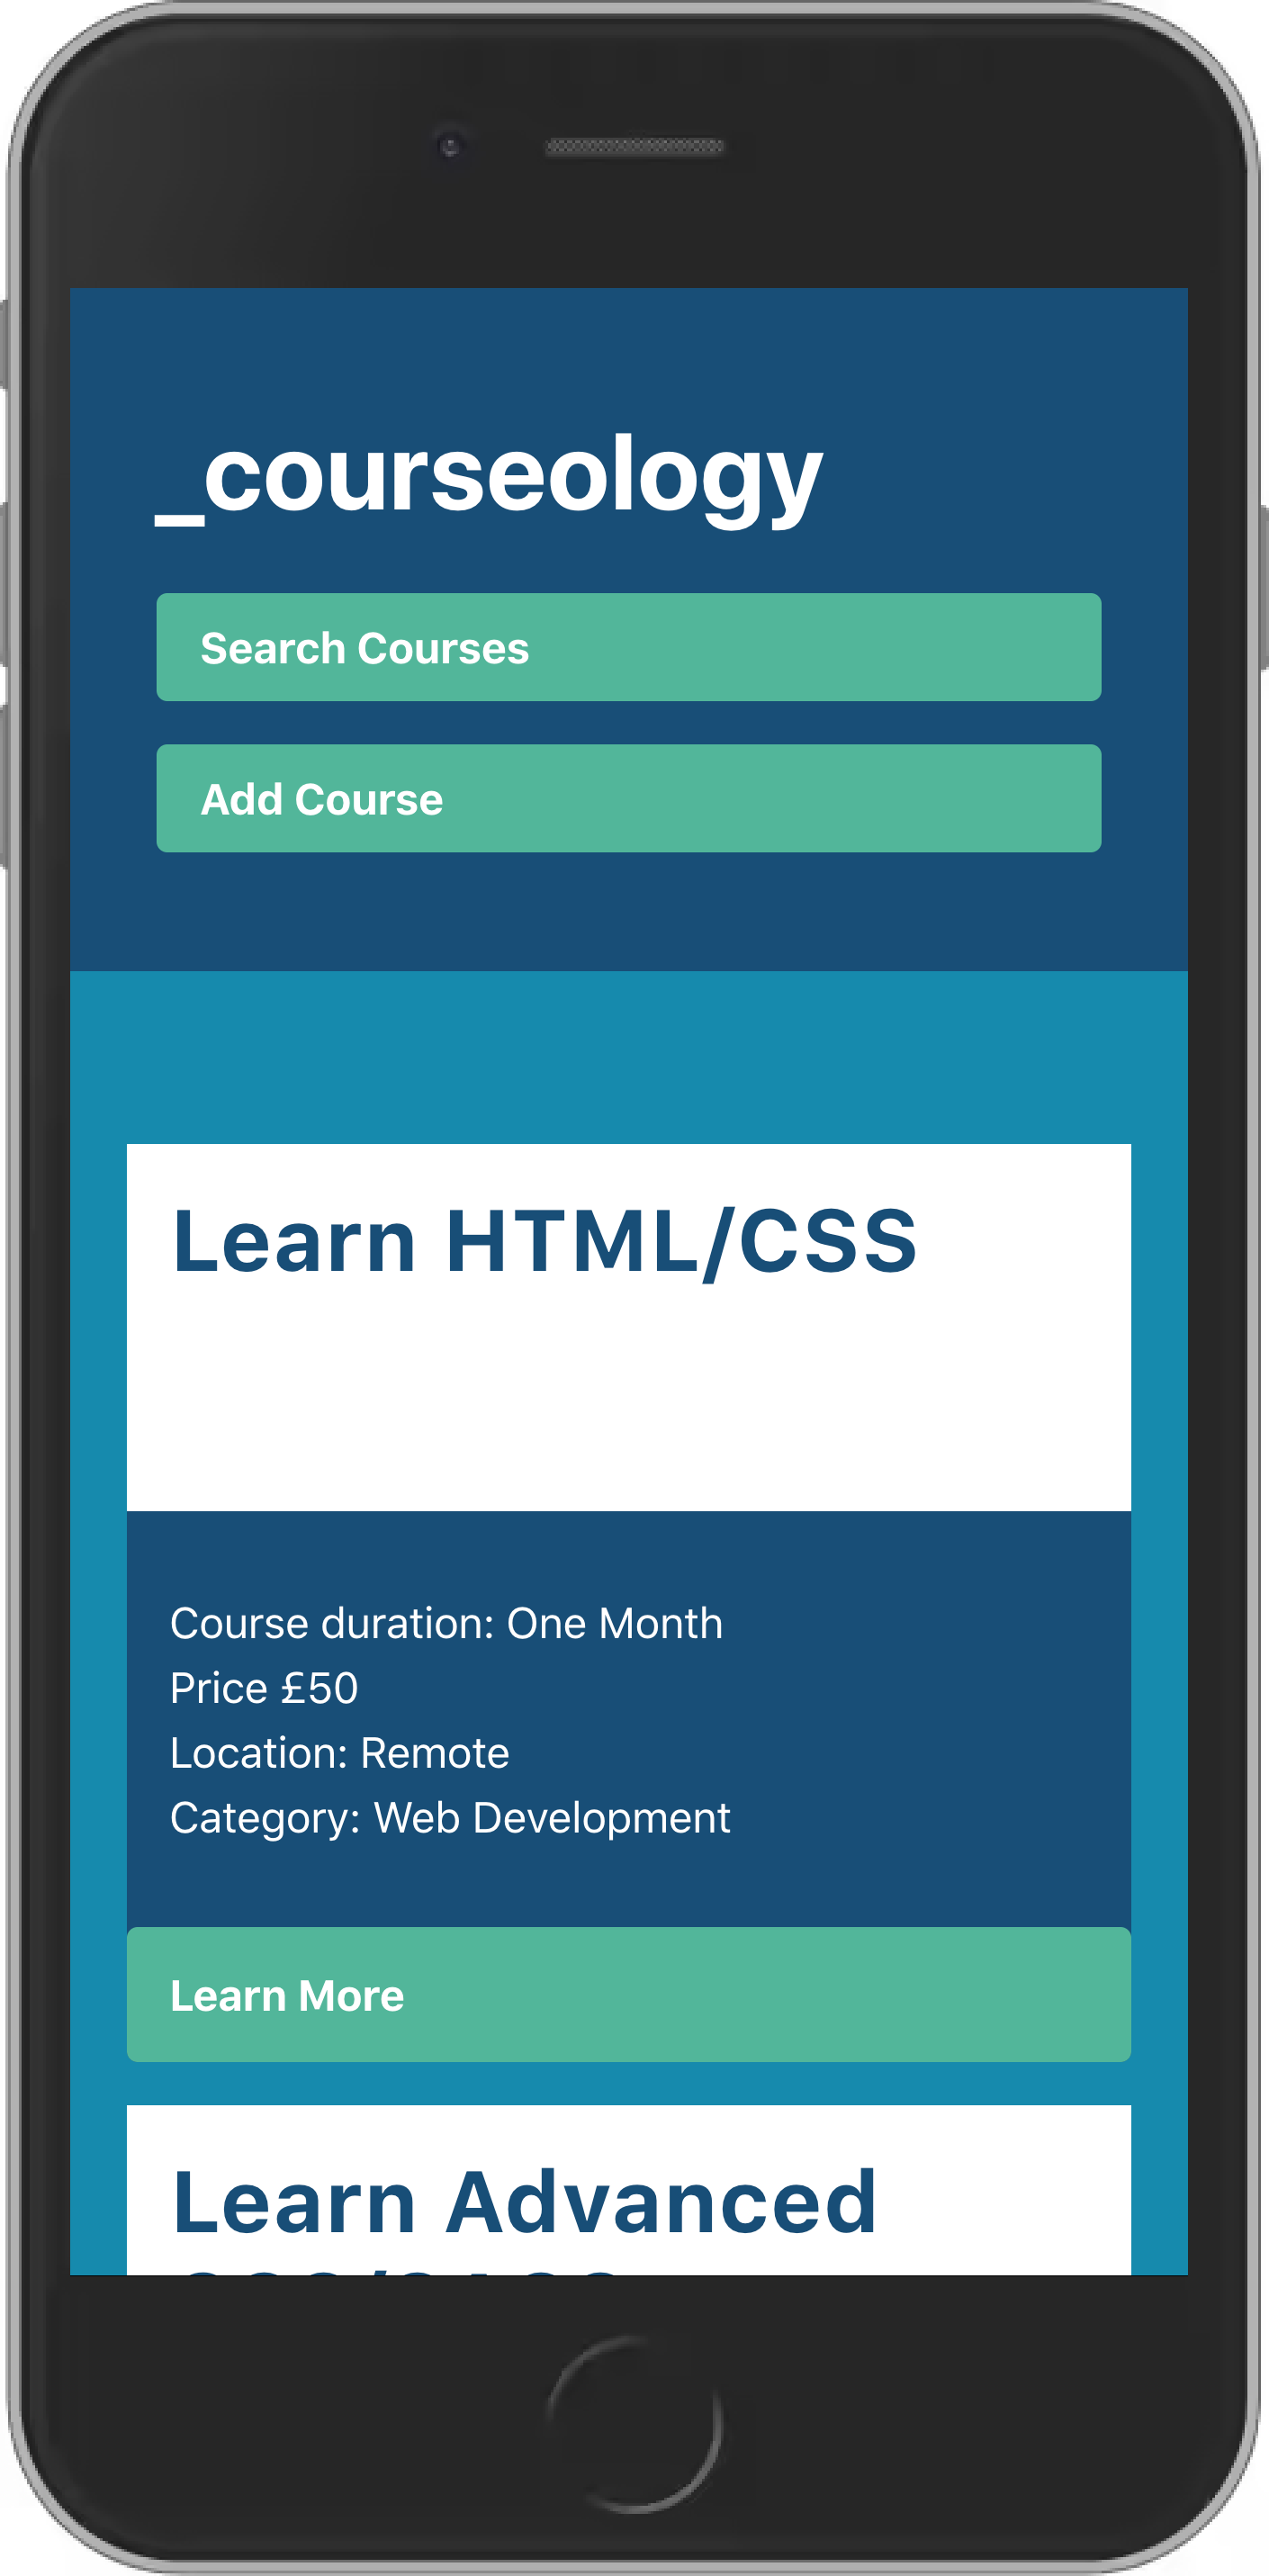 _courseology
Search Courses
Add Course
Learn HTML/CSS
Course duration: One Month
Price £50
Location: Remote
Category: Web Development
Learn More
Learn Advanced